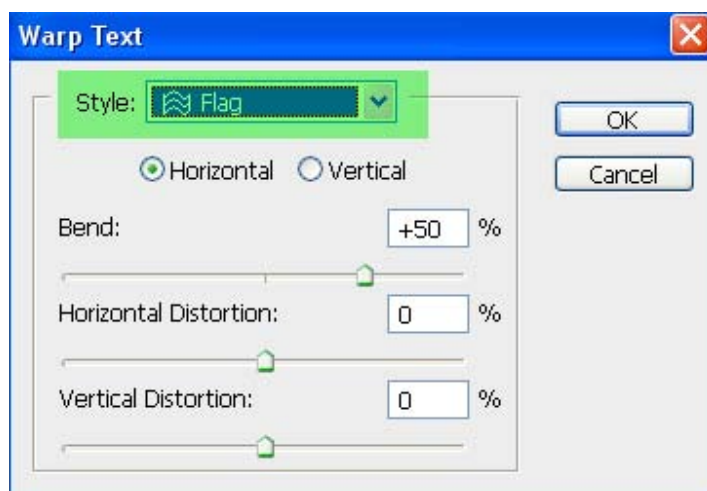 Warp Text
Style: Flag
OK
Horizontal Vertical
Cancel
Bend: +50 %
Horizontal Distortion: 0 %
Vertical Distortion: 0 %